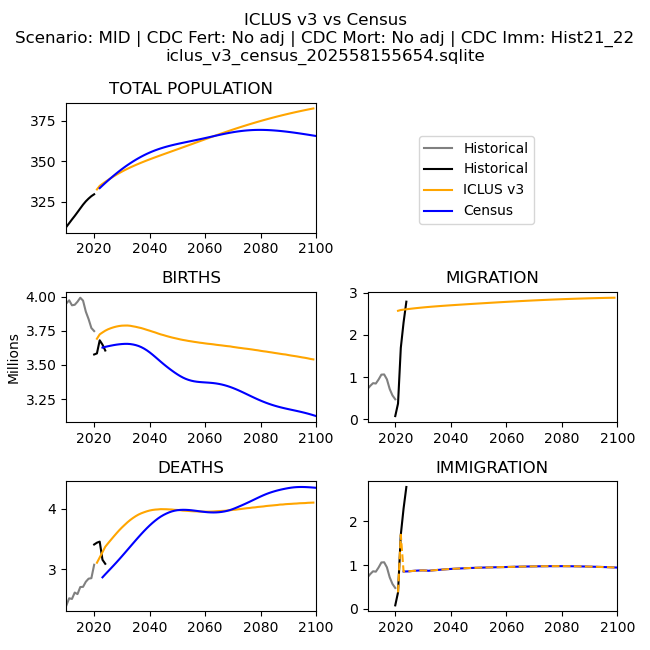 ICLUS v3 vs Census
Scenario: MID | CDC Fert: No adj | CDC Mort: No adj | CDC Imm: Hist21_22
iclus_v3_census_202558155654.sqlite
TOTAL POPULATION
375
350
325
2020 2040 2060 2080 2100
Historical
Historical
ICLUS v3
Census
BIRTHS
Millions
4.00
3.75
3.50
3.25
2020 2040 2060 2080 2100
MIGRATION
3
2
1
0
2020 2040 2060 2080 2100
DEATHS
4
3
2020 2040 2060 2080 2100
IMMIGRATION
2
1
0
2020 2040 2060 2080 2100